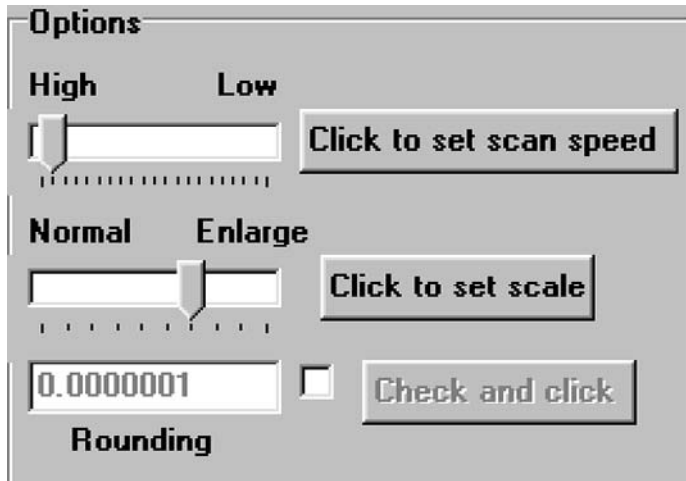 Options
High Low
Click to set scan speed
Normal Enlarge
Click to set scale
0.0000001
Check and click
Rounding